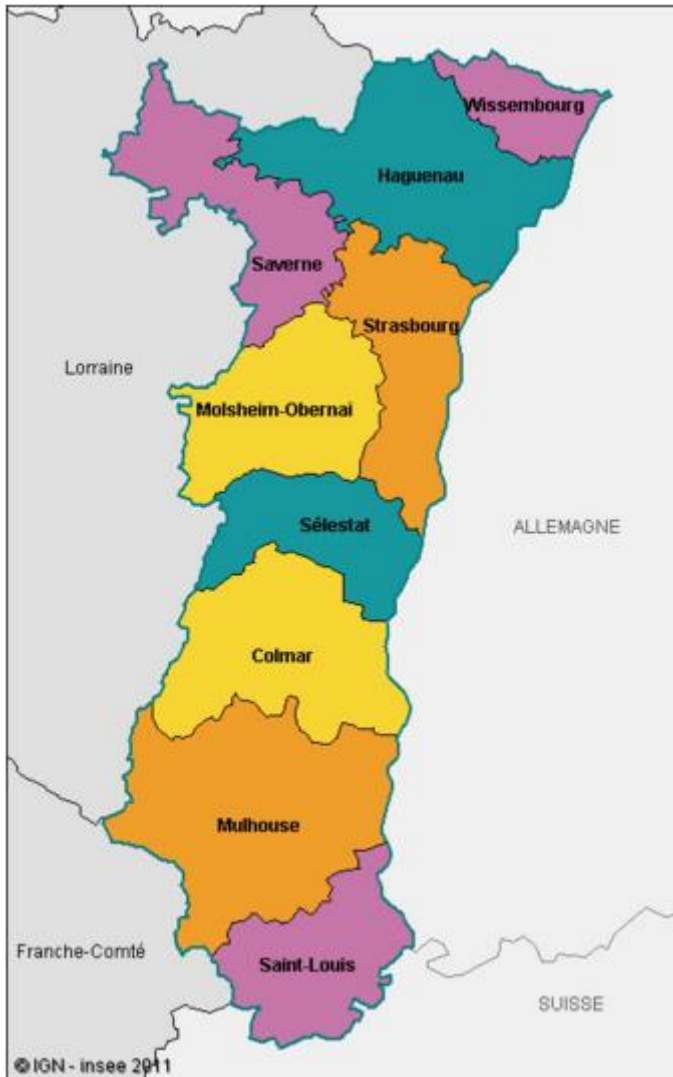 Wissembourg
Haguenau
Saverne
Strasbourg
Lorraine
Molsheim-Obernai
Sélestat
ALLEMAGNE
Colmar
Mulhouse
Franche-Comté
Saint-Louis
SUISSE
© IGN - insee 2011